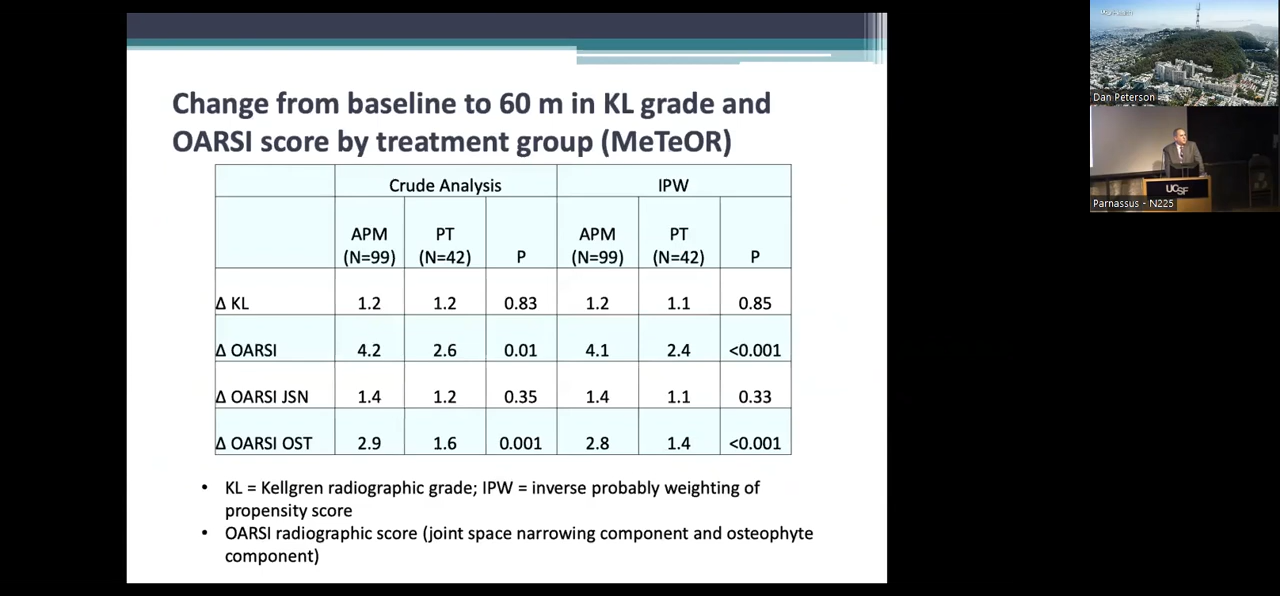 Change from baseline to 60 m in KL grade and
OARSI score by treatment group (MeTeOR)
Crude Analysis IPW
APM (N=99) PT (N=42) P APM (N=99) PT (N=42) P
Δ KL 1.2 1.2 0.83 1.2 1.1 0.85
Δ OARSI 4.2 2.6 0.01 4.1 2.4 <0.001
Δ OARSI JSN 1.4 1.2 0.35 1.4 1.1 0.33
Δ OARSI OST 2.9 1.6 0.001 2.8 1.4 <0.001
• KL = Kellgren radiographic grade; IPW = inverse probably weighting of
propensity score
• OARSI radiographic score (joint space narrowing component and osteophyte
component)
Dan Peterson
UCSF
Parnassus - N225